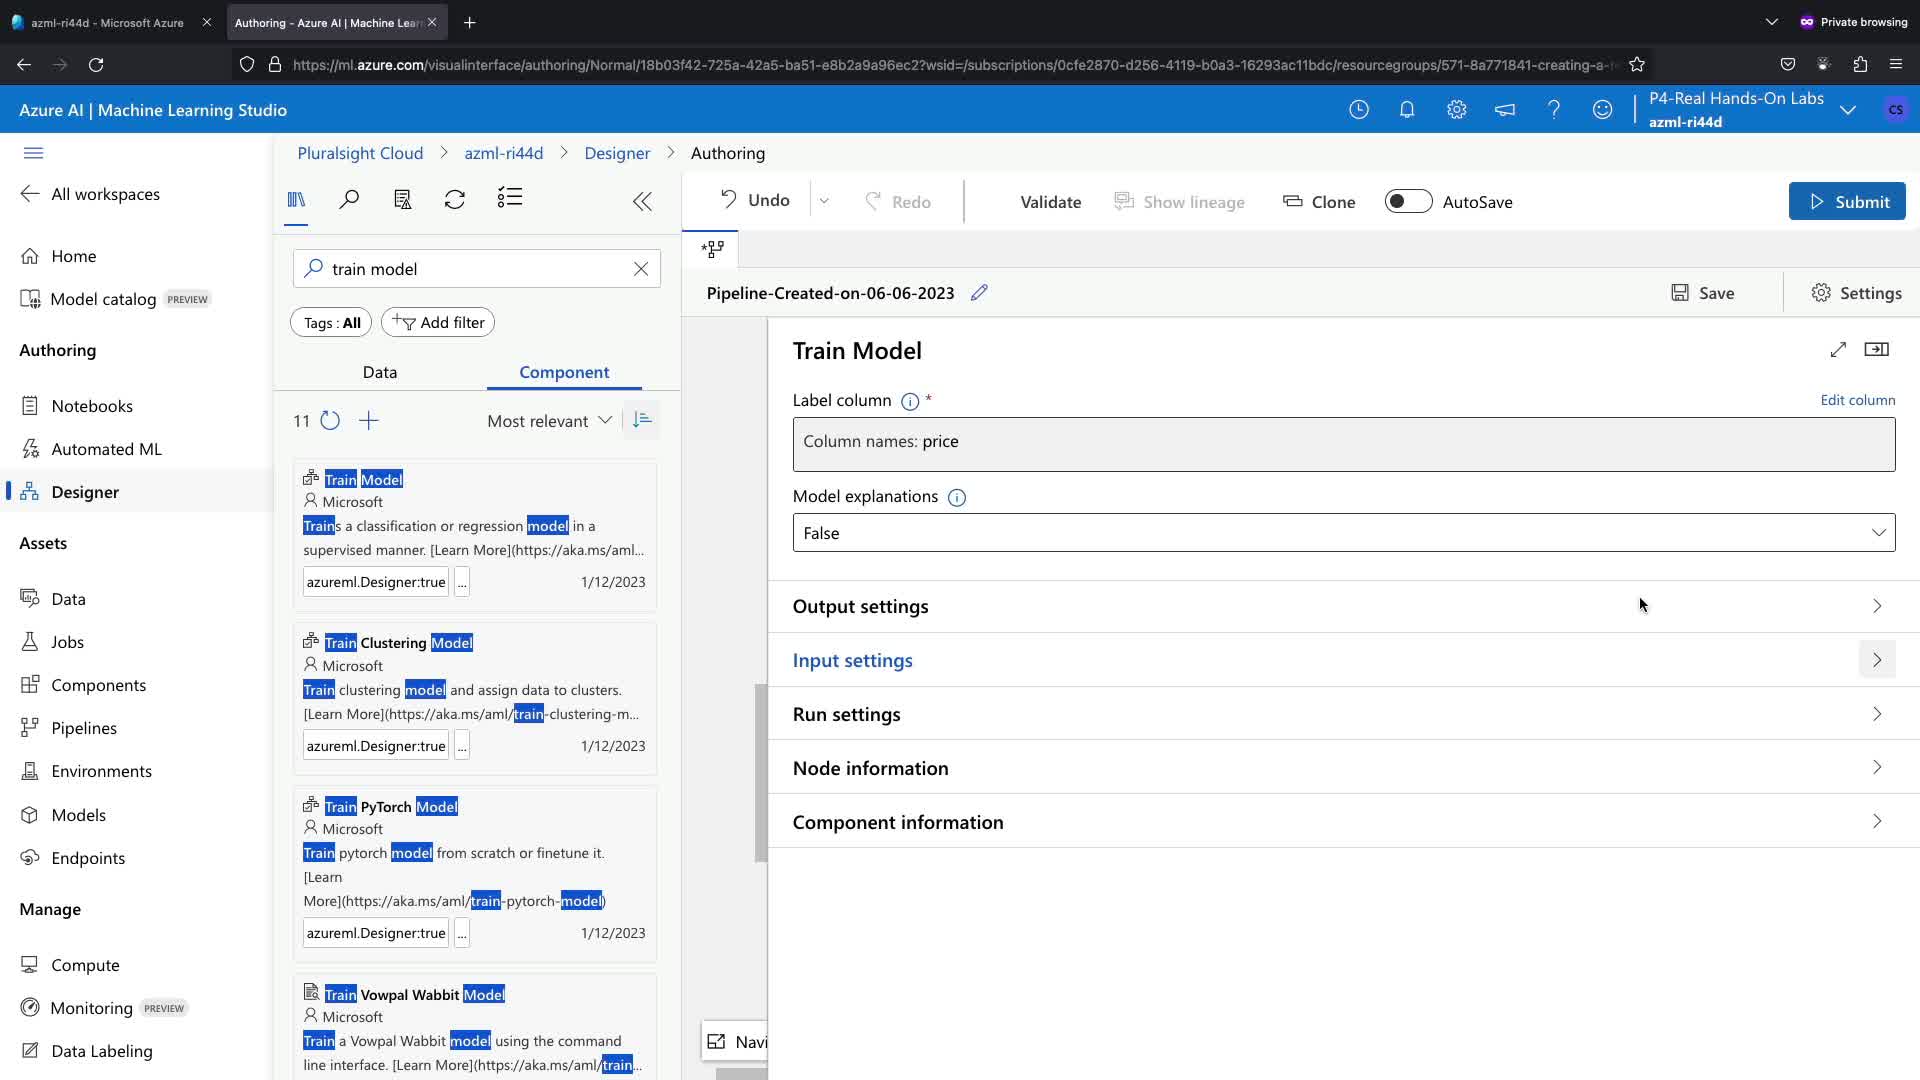 azml-ri44d - Microsoft Azure
Authoring - Azure AI | Machine Lear
Private browsing
https://ml.azure.com/visualinterface/authoring/Normal/18b03f42-725a-42a5-ba51-e8b2a9a96ec2?wsid=/subscriptions/0cfe2870-d256-4119-b0a3-16293ac11bdc/resourcegroups/571-8a771841-creating-a-
Azure AI | Machine Learning Studio
P4-Real Hands-On Labs
azml-ri44d
CS
All workspaces
Home
Model catalog PREVIEW
Authoring
Notebooks
Automated ML
Designer
Assets
Data
Jobs
Components
Pipelines
Environments
Models
Endpoints
Manage
Compute
Monitoring PREVIEW
Data Labeling
Pluralsight Cloud > azml-ri44d > Designer > Authoring
train model
Tags : All
Add filter
Data
Component
11
Most relevant
Train Model
Microsoft
Trains a classification or regression model in a
supervised manner. [Learn More](https://aka.ms/aml...
azureml.Designer:true ... 1/12/2023
Train Clustering Model
Microsoft
Train clustering model and assign data to clusters.
[Learn More](https://aka.ms/aml/train-clustering-m...
azureml.Designer:true ... 1/12/2023
Train PyTorch Model
Microsoft
Train pytorch model from scratch or finetune it.
[Learn
More](https://aka.ms/aml/train-pytorch-model)
azureml.Designer:true ... 1/12/2023
Train Vowpal Wabbit Model
Microsoft
Train a Vowpal Wabbit model using the command
line interface. [Learn More](https://aka.ms/aml/train...
Undo
Redo
Validate
Show lineage
Clone
AutoSave
Submit
Pipeline-Created-on-06-06-2023
Save
Settings
Train Model
Label column *
Edit column
Column names: price
Model explanations
False
Output settings
Input settings
Run settings
Node information
Component information
Navi